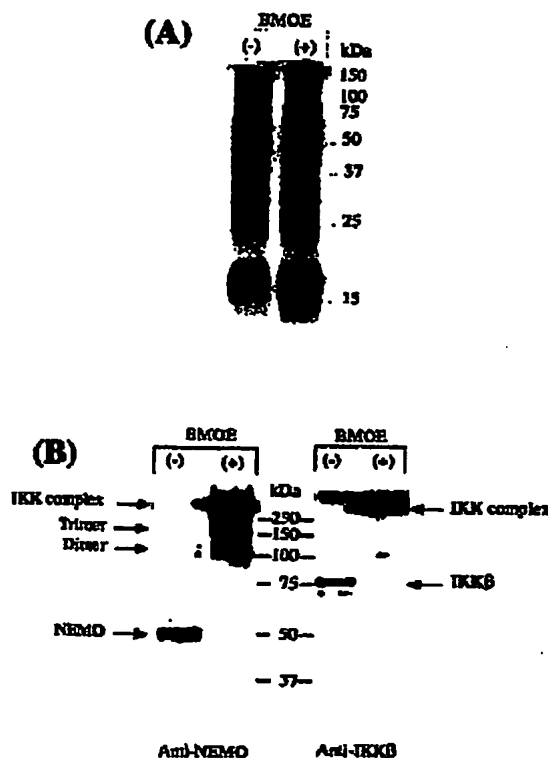 (A)
BMOE
(-) (+)
kDa
150
100
75
50
37
25
15
(B)
BMOE BMOE
(-) (+) (-) (+)
kDa
IKK complex 250 IKK complex
Trimer 150
Dimer 100
75 IKKβ
NEMO 50
37
Anti-NEMO Anti-IKKβ